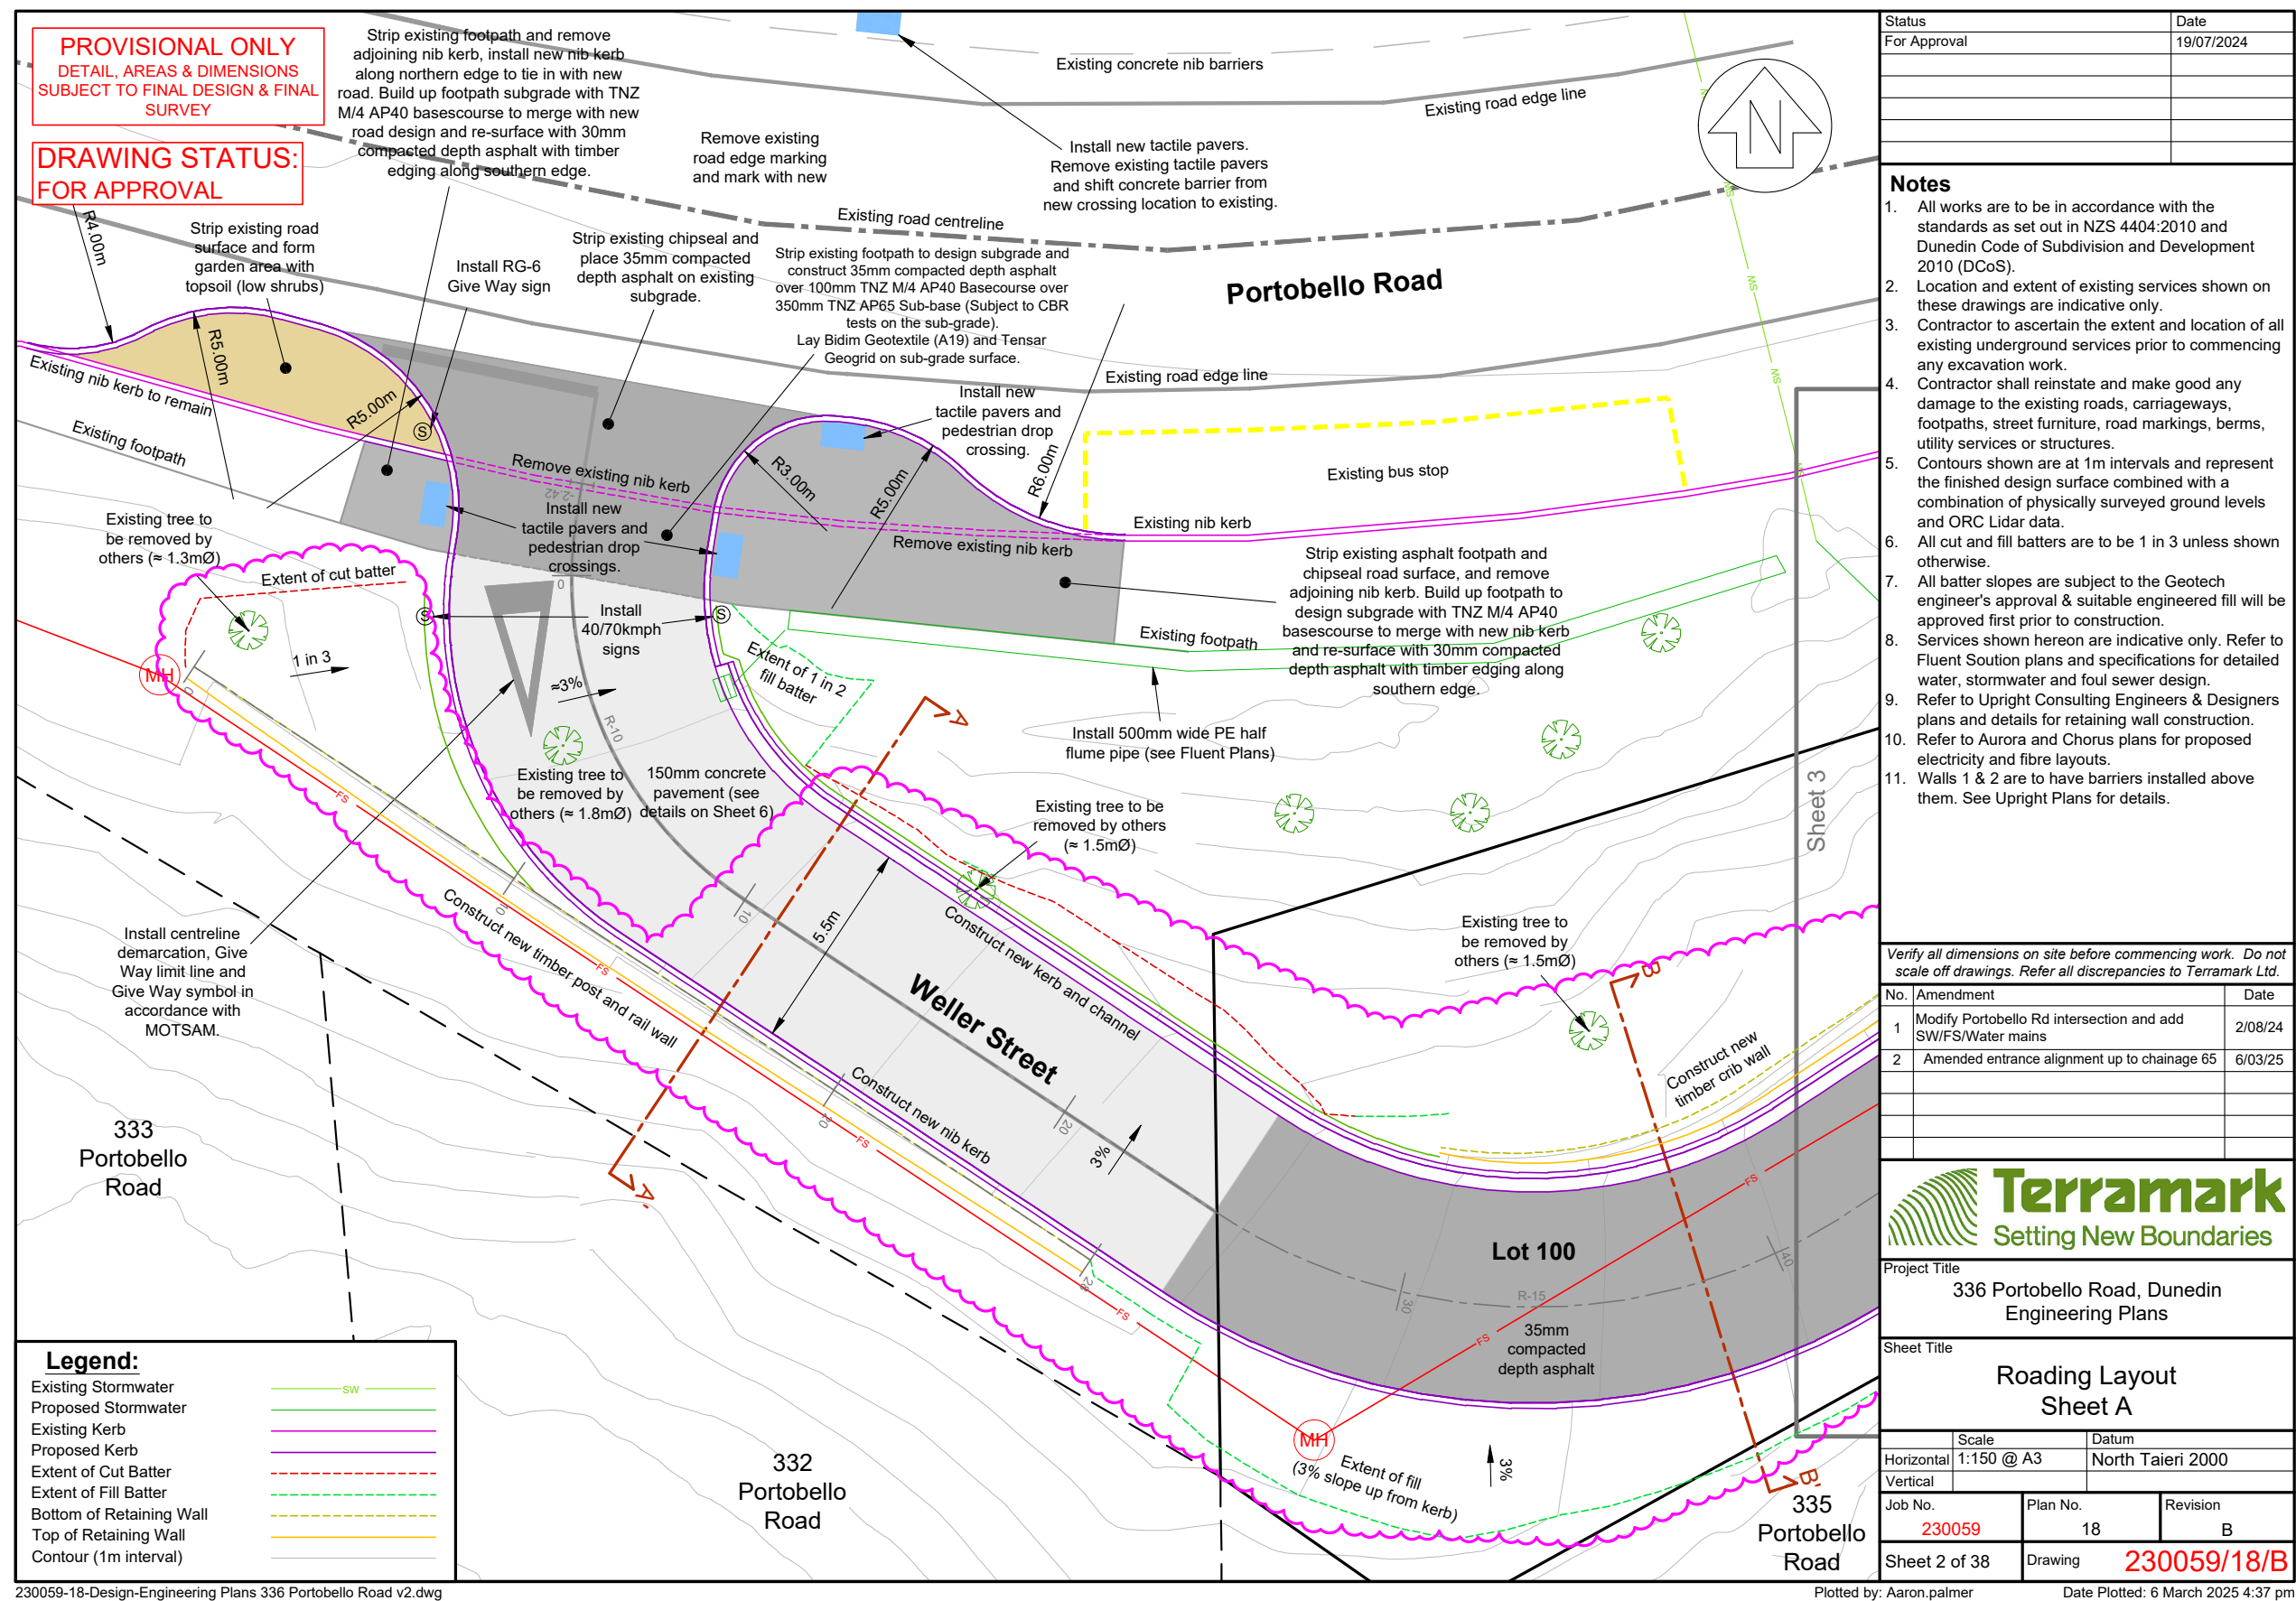 PROVISIONAL ONLY
DETAIL, AREAS & DIMENSIONS
SUBJECT TO FINAL DESIGN & FINAL
SURVEY
DRAWING STATUS:
FOR APPROVAL
Strip existing footpath and remove
adjoining nib kerb, install new nib kerb
along northern edge to tie in with new
road. Build up footpath subgrade with TNZ
M/4 AP40 basescourse to merge with new
road design and re-surface with 30mm
compacted depth asphalt with timber
edging along southern edge.
Remove existing
road edge marking
and mark with new
Existing concrete nib barriers
Existing road edge line
Install new tactile pavers.
Remove existing tactile pavers
and shift concrete barrier from
new crossing location to existing.
N
SW
SW
SW
SW
SW
Existing road centreline
R4.00m
Strip existing road
surface and form
garden area with
topsoil (low shrubs)
Install RG-6
Give Way sign
Strip existing chipseal and
place 35mm compacted
depth asphalt on existing
subgrade.
Strip existing footpath to design subgrade and
construct 35mm compacted depth asphalt
over 100mm TNZ M/4 AP40 Basecourse over
350mm TNZ AP65 Sub-base (Subject to CBR
tests on the sub-grade).
Lay Bidim Geotextile (A19) and Tensar
Geogrid on sub-grade surface.
Portobello Road
Existing road edge line
R5.00m
R5.00m
Existing nib kerb to remain
Existing footpath
S
Install new
tactile pavers and
pedestrian drop
crossing.
R3.00m
R5.00m
R6.00m
Existing bus stop
Remove existing nib kerb
-2.42
Existing nib kerb
Remove existing nib kerb
Install new
tactile pavers and
pedestrian drop
crossings.
0
Existing tree to
be removed by
others (≈ 1.3mØ)
Extent of cut batter
Strip existing asphalt footpath and
chipseal road surface, and remove
adjoining nib kerb. Build up footpath to
design subgrade with TNZ M/4 AP40
basescourse to merge with new nib kerb
and re-surface with 30mm compacted
depth asphalt with timber edging along
southern edge.
S
S
Install
40/70kmph
signs
Existing footpath
1 in 3
MH
0
≈3%
R-10
Extent of 1 in 2
fill batter
A
Install 500mm wide PE half
flume pipe (see Fluent Plans)
Existing tree to
be removed by
others (≈ 1.8mØ)
150mm concrete
pavement (see
details on Sheet 6)
Existing tree to be
removed by others
(≈ 1.5mØ)
Sheet 3
FS
10
10
5.5m
Construct new timber post and rail wall
Construct new kerb and channel
Install centreline
demarcation, Give
Way limit line and
Give Way symbol in
accordance with
MOTSAM.
FS
Weller Street
Existing tree to
be removed by
others (≈ 1.5mØ)
B
Construct new
timber crib wall
Construct new nib kerb
20
20
3%
FS
333
Portobello
Road
A'
FS
Lot 100
28
30
R-15
40
FS
FS
35mm
compacted
depth asphalt
MH
Extent of fill
(3% slope up from kerb)
3%
B'
332
Portobello
Road
335
Portobello
Road
Legend:
Existing Stormwater SW
Proposed Stormwater
Existing Kerb
Proposed Kerb
Extent of Cut Batter
Extent of Fill Batter
Bottom of Retaining Wall
Top of Retaining Wall
Contour (1m interval)
Status Date
For Approval 19/07/2024
Notes
1. All works are to be in accordance with the
standards as set out in NZS 4404:2010 and
Dunedin Code of Subdivision and Development
2010 (DCoS).
2. Location and extent of existing services shown on
these drawings are indicative only.
3. Contractor to ascertain the extent and location of all
existing underground services prior to commencing
any excavation work.
4. Contractor shall reinstate and make good any
damage to the existing roads, carriageways,
footpaths, street furniture, road markings, berms,
utility services or structures.
5. Contours shown are at 1m intervals and represent
the finished design surface combined with a
combination of physically surveyed ground levels
and ORC Lidar data.
6. All cut and fill batters are to be 1 in 3 unless shown
otherwise.
7. All batter slopes are subject to the Geotech
engineer's approval & suitable engineered fill will be
approved first prior to construction.
8. Services shown hereon are indicative only. Refer to
Fluent Soution plans and specifications for detailed
water, stormwater and foul sewer design.
9. Refer to Upright Consulting Engineers & Designers
plans and details for retaining wall construction.
10. Refer to Aurora and Chorus plans for proposed
electricity and fibre layouts.
11. Walls 1 & 2 are to have barriers installed above
them. See Upright Plans for details.
Verify all dimensions on site before commencing work. Do not
scale off drawings. Refer all discrepancies to Terramark Ltd.
No. Amendment Date
1 Modify Portobello Rd intersection and add
SW/FS/Water mains 2/08/24
2 Amended entrance alignment up to chainage 65 6/03/25
Terramark
Setting New Boundaries
Project Title
336 Portobello Road, Dunedin
Engineering Plans
Sheet Title
Roading Layout
Sheet A
Scale Datum
Horizontal 1:150 @ A3 North Taieri 2000
Vertical
Job No. Plan No. Revision
230059 18 B
Sheet 2 of 38 Drawing 230059/18/B
230059-18-Design-Engineering Plans 336 Portobello Road v2.dwg
Plotted by: Aaron.palmer Date Plotted: 6 March 2025 4:37 pm